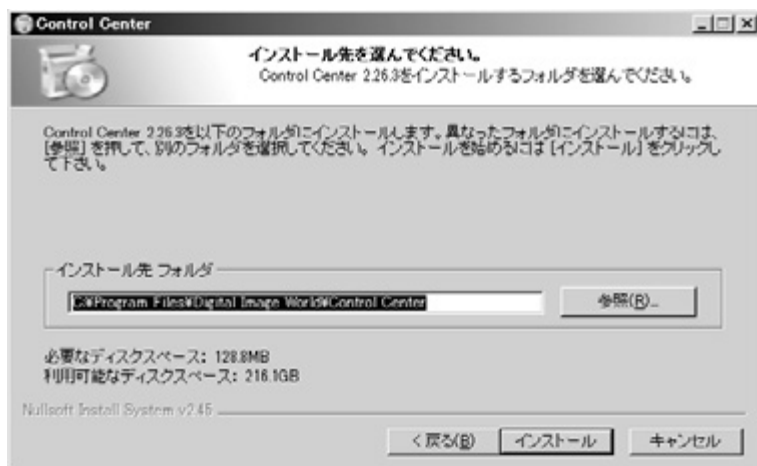 Control Center
インストール先を選んでください。
Control Center 2.26.3をインストールするフォルダを選んでください。
Control Center 2.26.3を以下のフォルダにインストールします。異なったフォルダにインストールするには、
[参照] を押して、別のフォルダを選択してください。インストールを始めるには [インストール] をクリックし
て下さい。
インストール先 フォルダ
C:¥Program Files¥Digital Image World¥Control Center
参照(R)...
必要なディスクスペース: 128.8MB
利用可能なディスクスペース: 216.1GB
Nullsoft Install System v2.45
< 戻る(B)
インストール
キャンセル